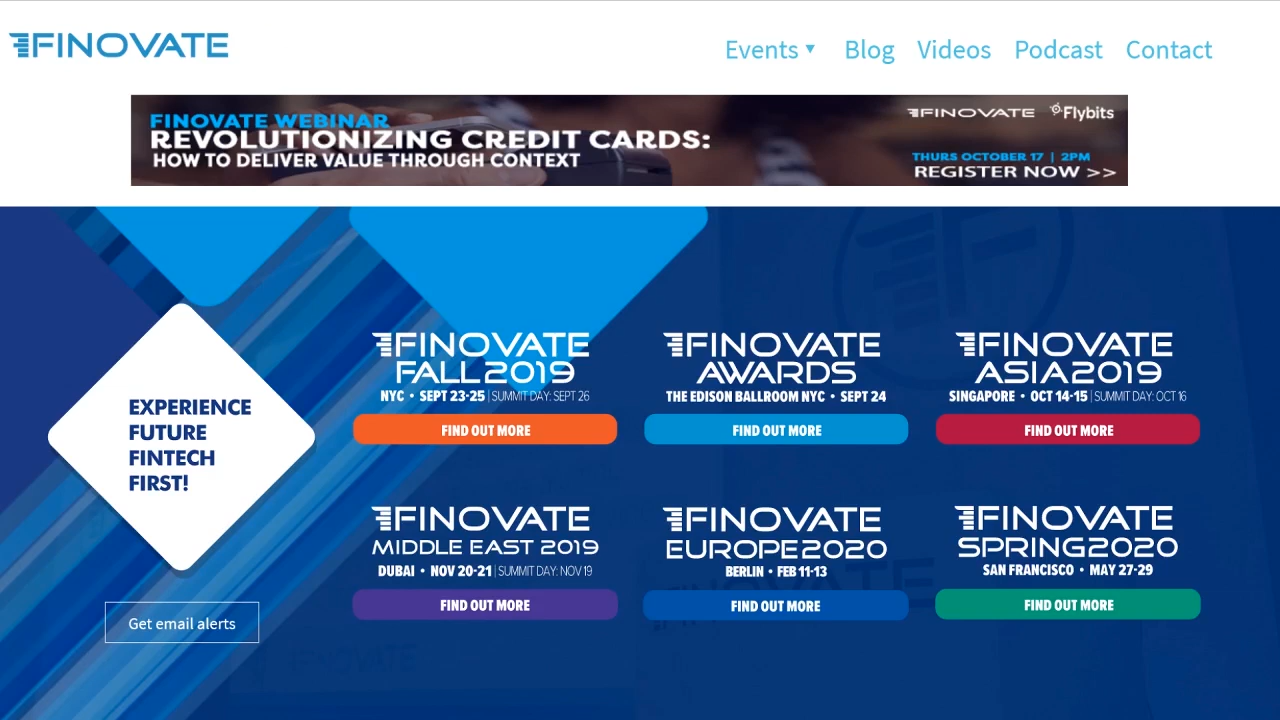 FINOVATE
Events ▼ Blog Videos Podcast Contact
FINOVATE WEBINAR
REVOLUTIONIZING CREDIT CARDS:
HOW TO DELIVER VALUE THROUGH CONTEXT
FINOVATE Flybits
THURS OCTOBER 17 | 2PM
REGISTER NOW >>
EXPERIENCE
FUTURE
FINTECH
FIRST!
Get email alerts
FINOVATE
FALL2019
NYC • SEPT 23-25 | SUMMIT DAY: SEPT 26
FIND OUT MORE
FINOVATE
AWARDS
THE EDISON BALLROOM NYC • SEPT 24
FIND OUT MORE
FINOVATE
ASIA2019
SINGAPORE • OCT 14-15 | SUMMIT DAY: OCT 16
FIND OUT MORE
FINOVATE
MIDDLE EAST 2019
DUBAI • NOV 20-21 | SUMMIT DAY: NOV 19
FIND OUT MORE
FINOVATE
EUROPE2020
BERLIN • FEB 11-13
FIND OUT MORE
FINOVATE
SPRING2020
SAN FRANCISCO • MAY 27-29
FIND OUT MORE